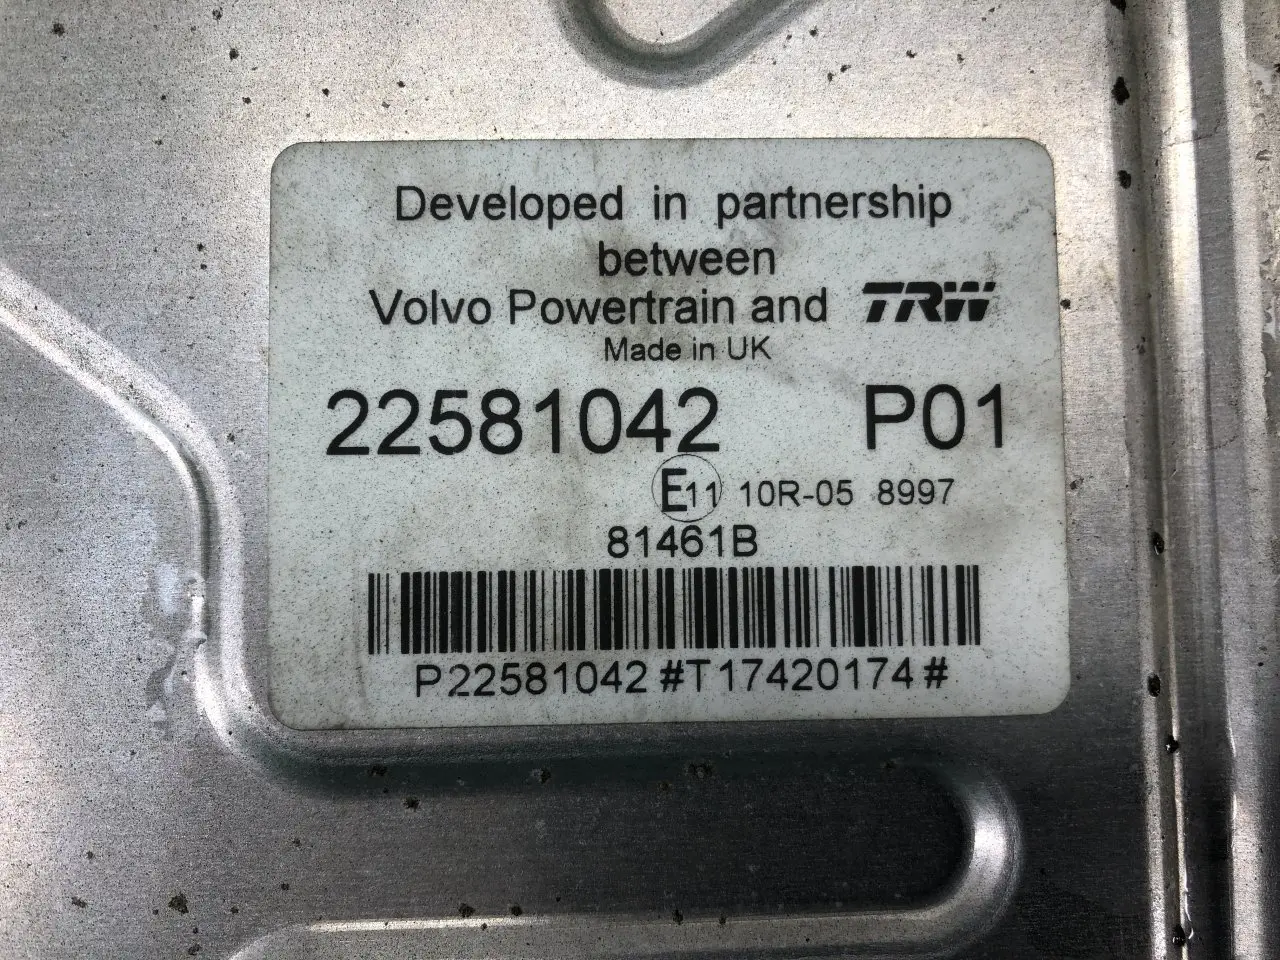 Developed in partnership
between
Volvo Powertrain and TRW
Made in UK
22581042 P01
E11 10R-05 8997
81461B
P22581042#T17420174#